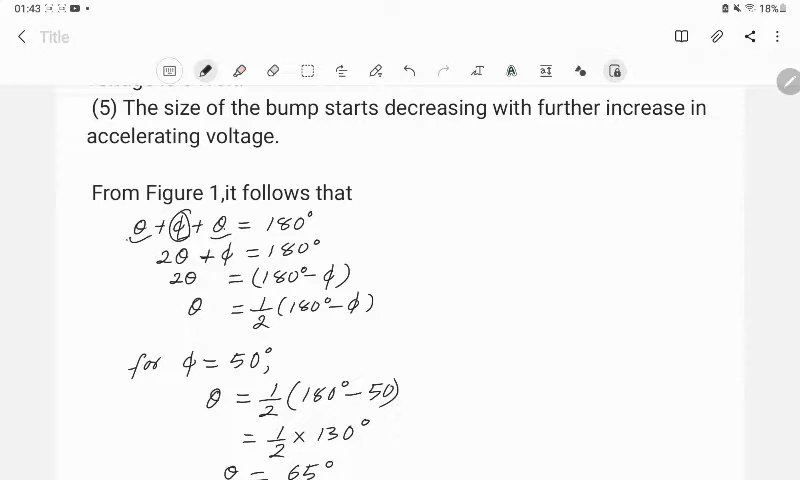 01:43
18%
Title
(5) The size of the bump starts decreasing with further increase in
accelerating voltage.
From Figure 1,it follows that
θ + ϕ + θ = 180°
2θ + ϕ = 180°
2θ = (180° - ϕ)
θ = 1/2 (180° - ϕ)
for ϕ = 50°,
θ = 1/2 (180° - 50)
= 1/2 × 130°
θ = 65°